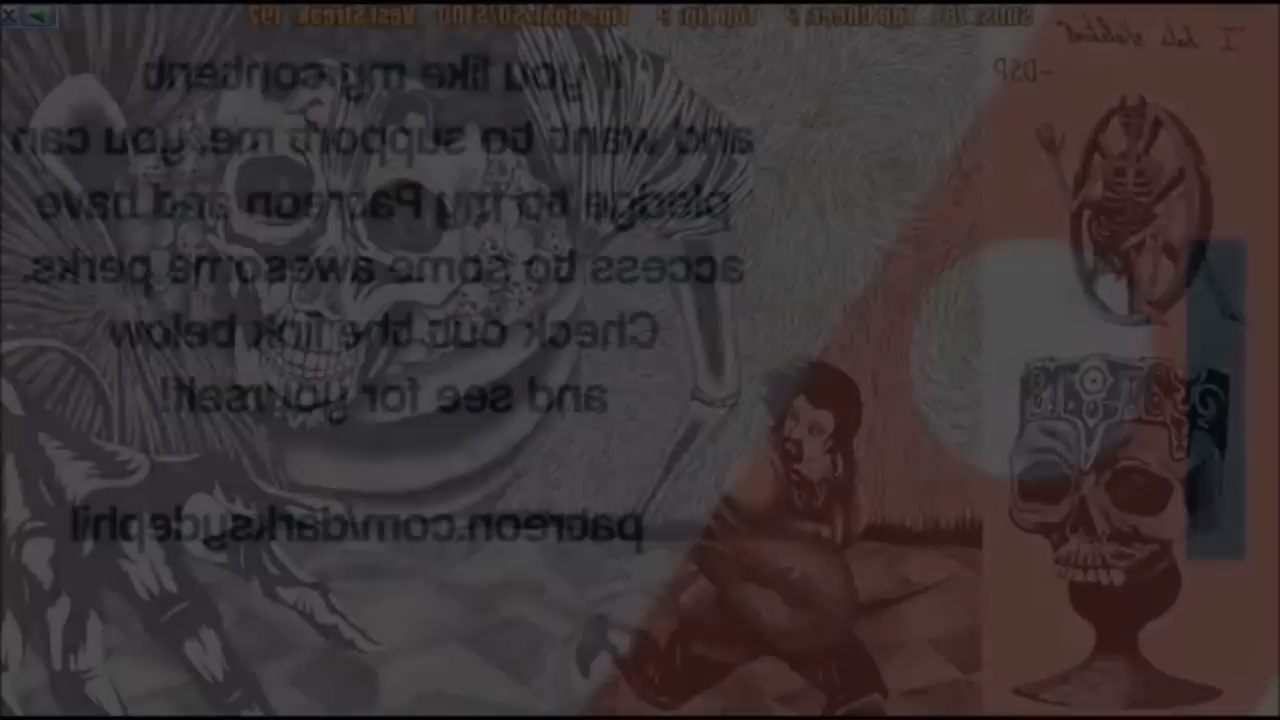 If you like my content
and want to support me, you can
pledge to my Patreon and have
access to some awesome perks.
Check out the link below
and see for yourself!
patreon.com/darksydephil
-DSP